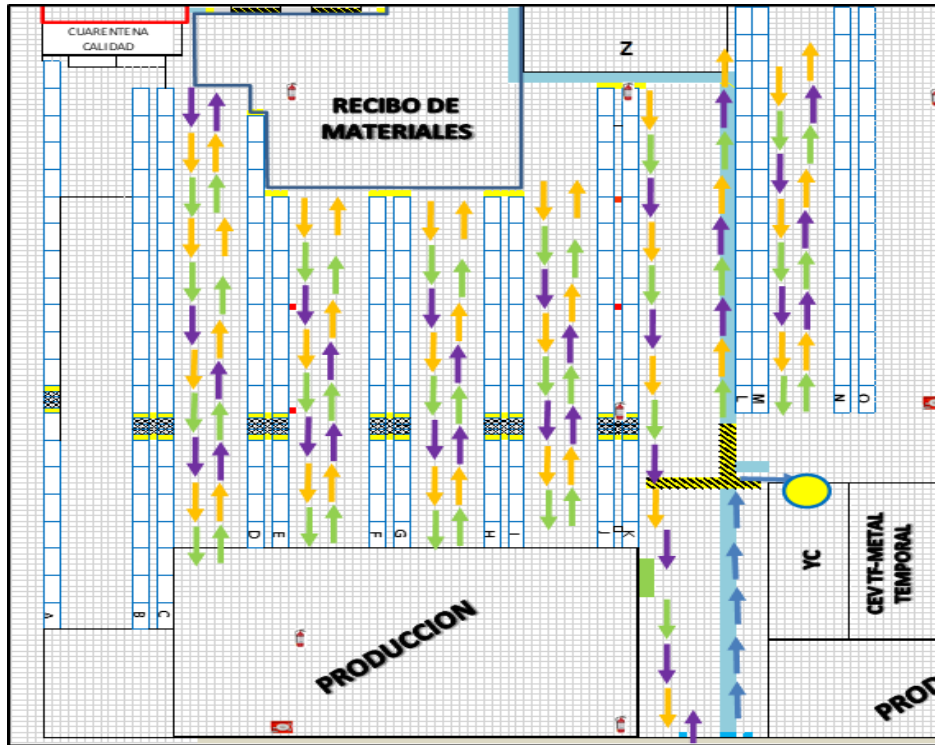 CUARENTENA
CALIDAD
Z
RECIBO DE
MATERIALES
L
M
N
O
D
E
F
G
H
I
J
K
A
B
C
YC
CEV TF-METAL
TEMPORAL
PRODUCCION
PROD